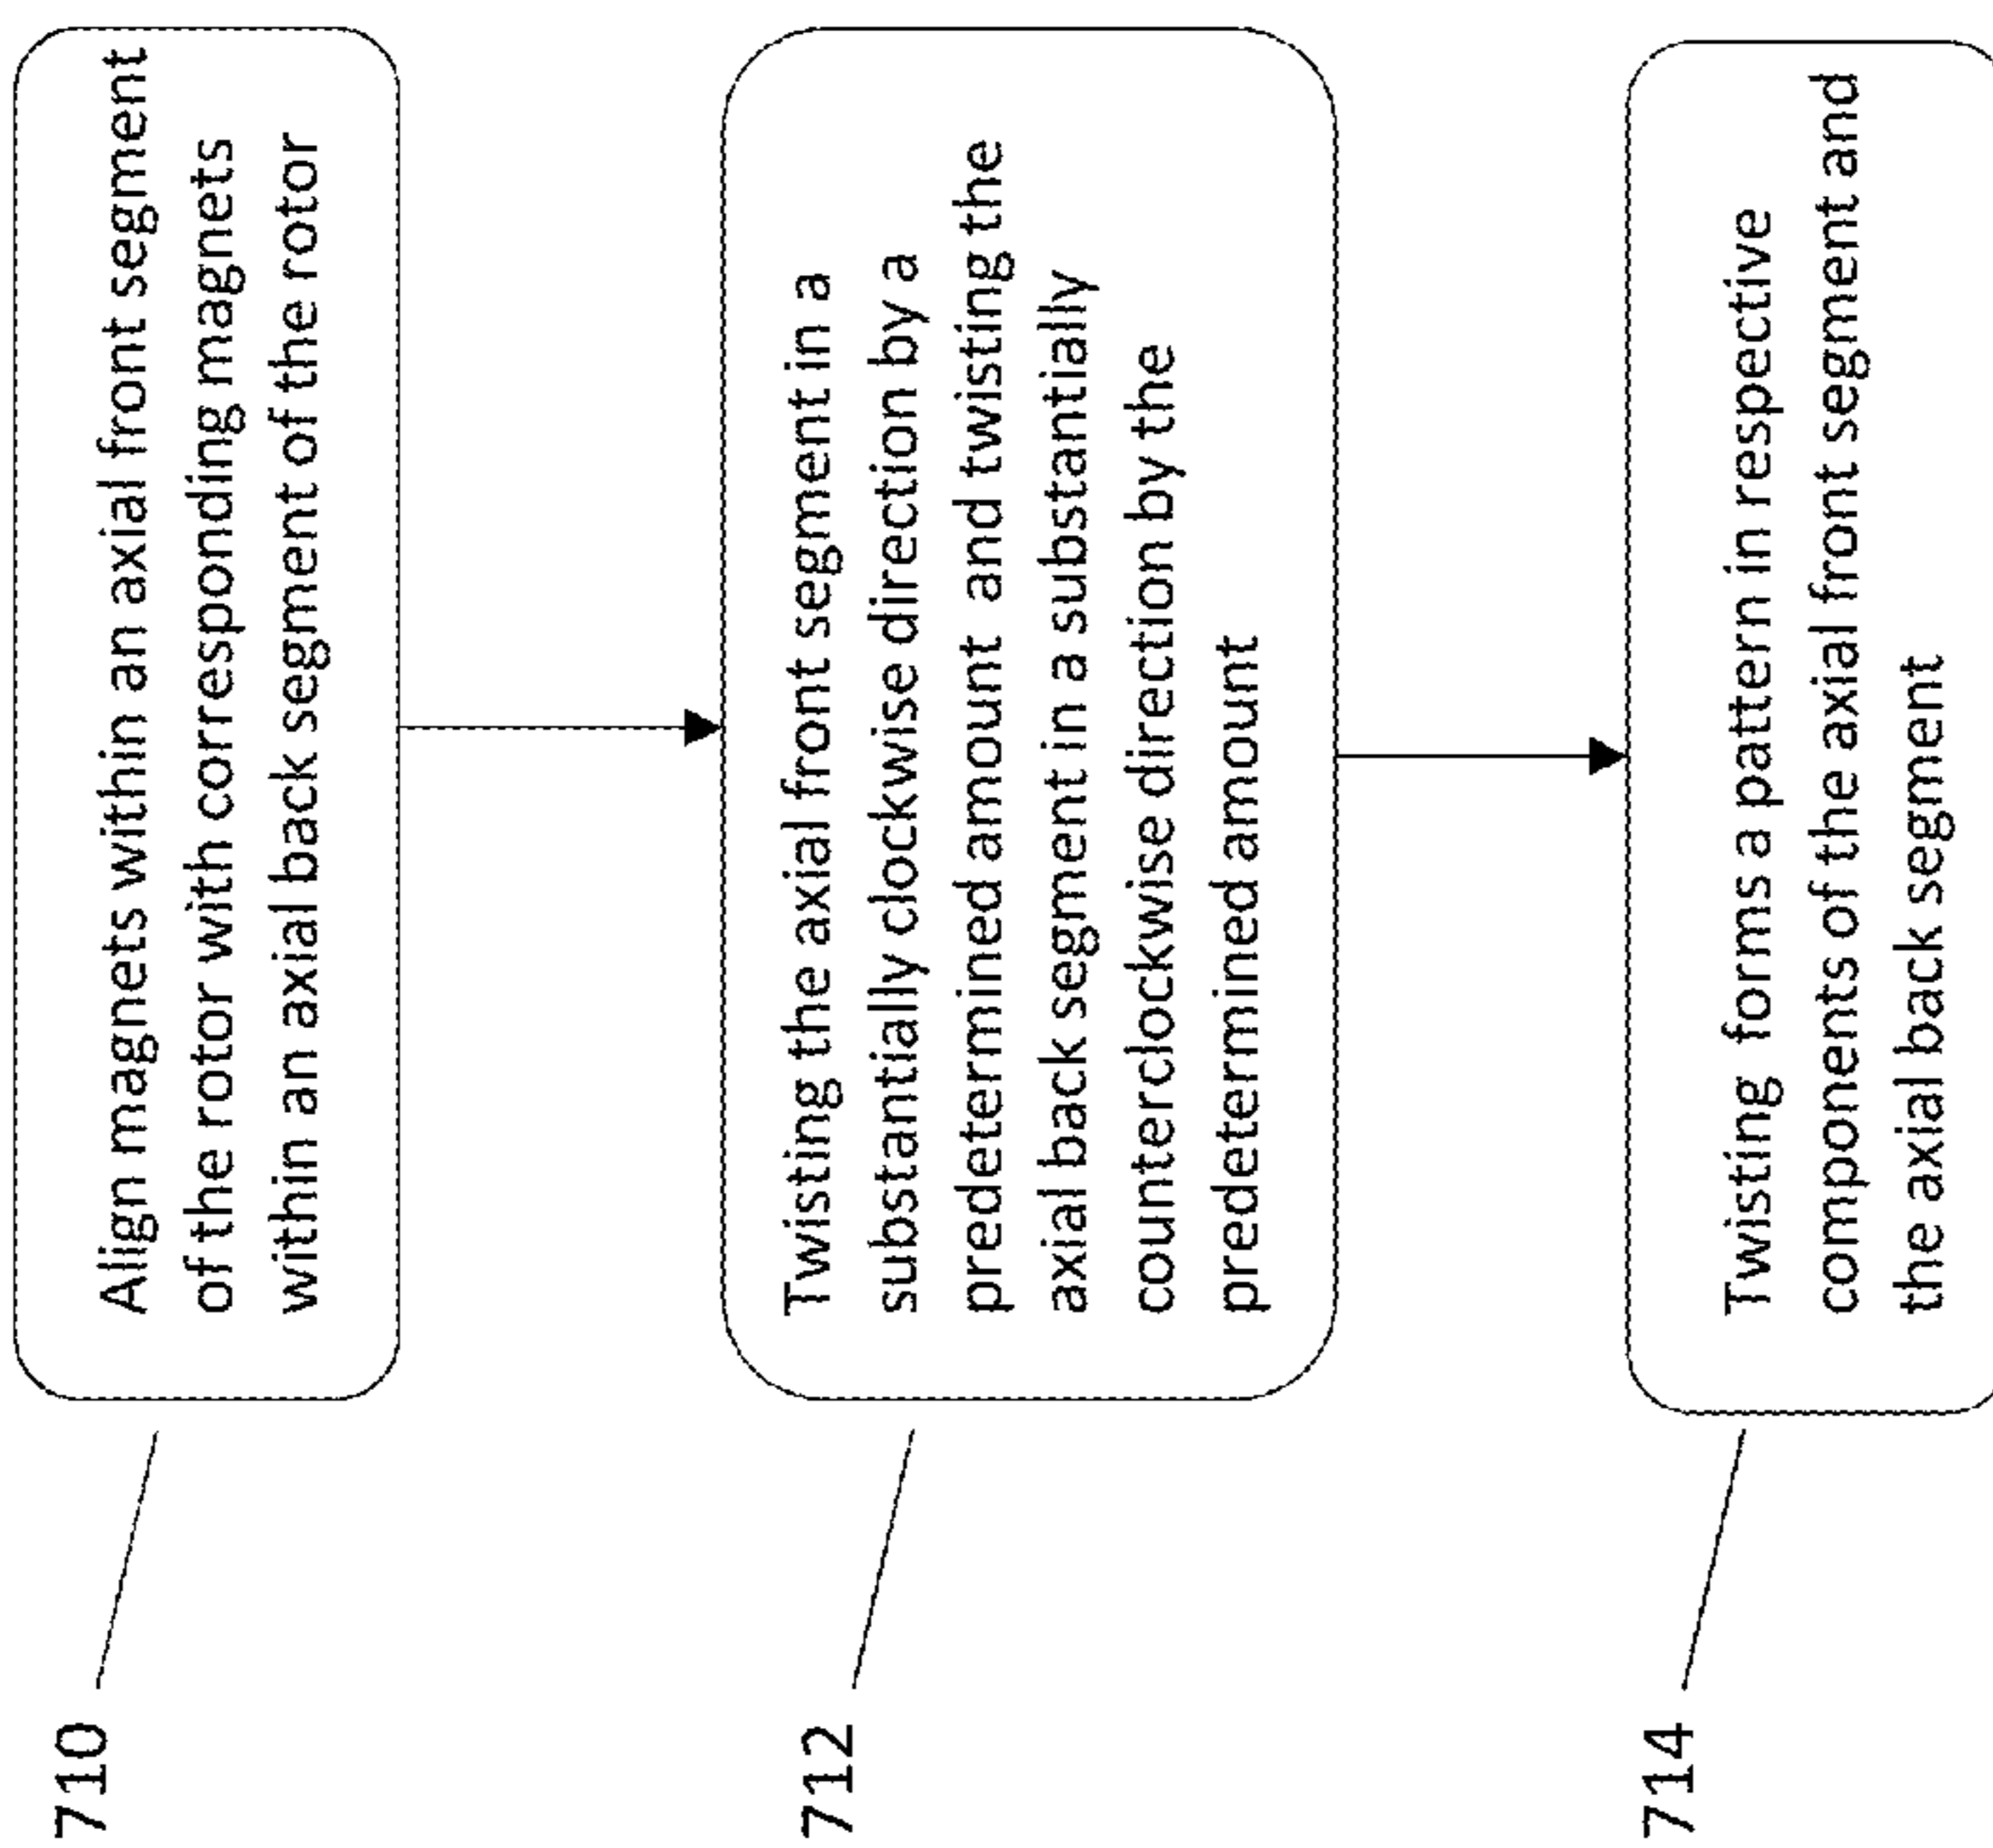 710
Align magnets within an axial front segment
of the rotor with corresponding magnets
within an axial back segment of the rotor
712
Twisting the axial front segment in a
substantially clockwise direction by a
predetermined amount and twisting the
axial back segment in a substantially
counterclockwise direction by the
predetermined amount
714
Twisting forms a pattern in respective
components of the axial front segment and
the axial back segment